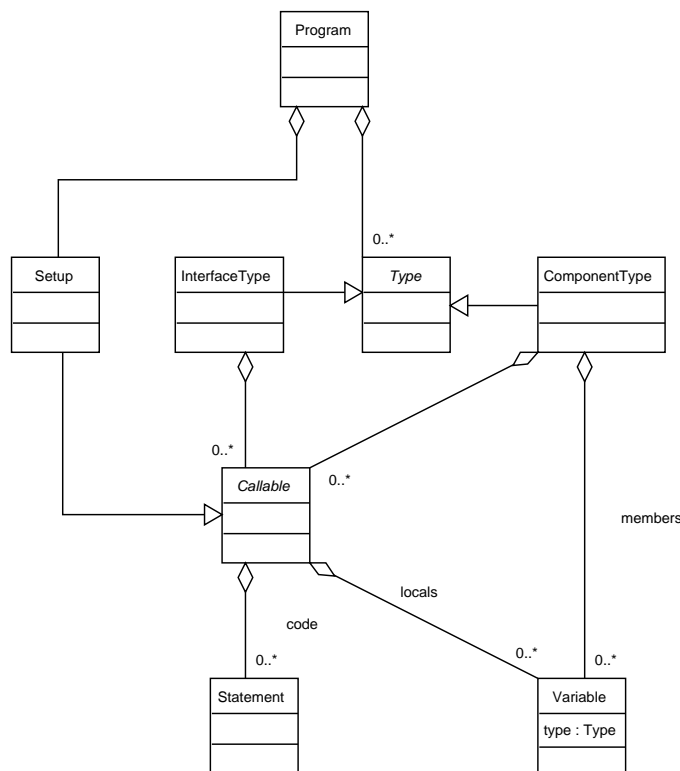 Program
0..*
Setup
InterfaceType
Type
ComponentType
0..*
0..*
Callable
members
locals
code
0..*
0..*
0..*
Statement
Variable
type : Type